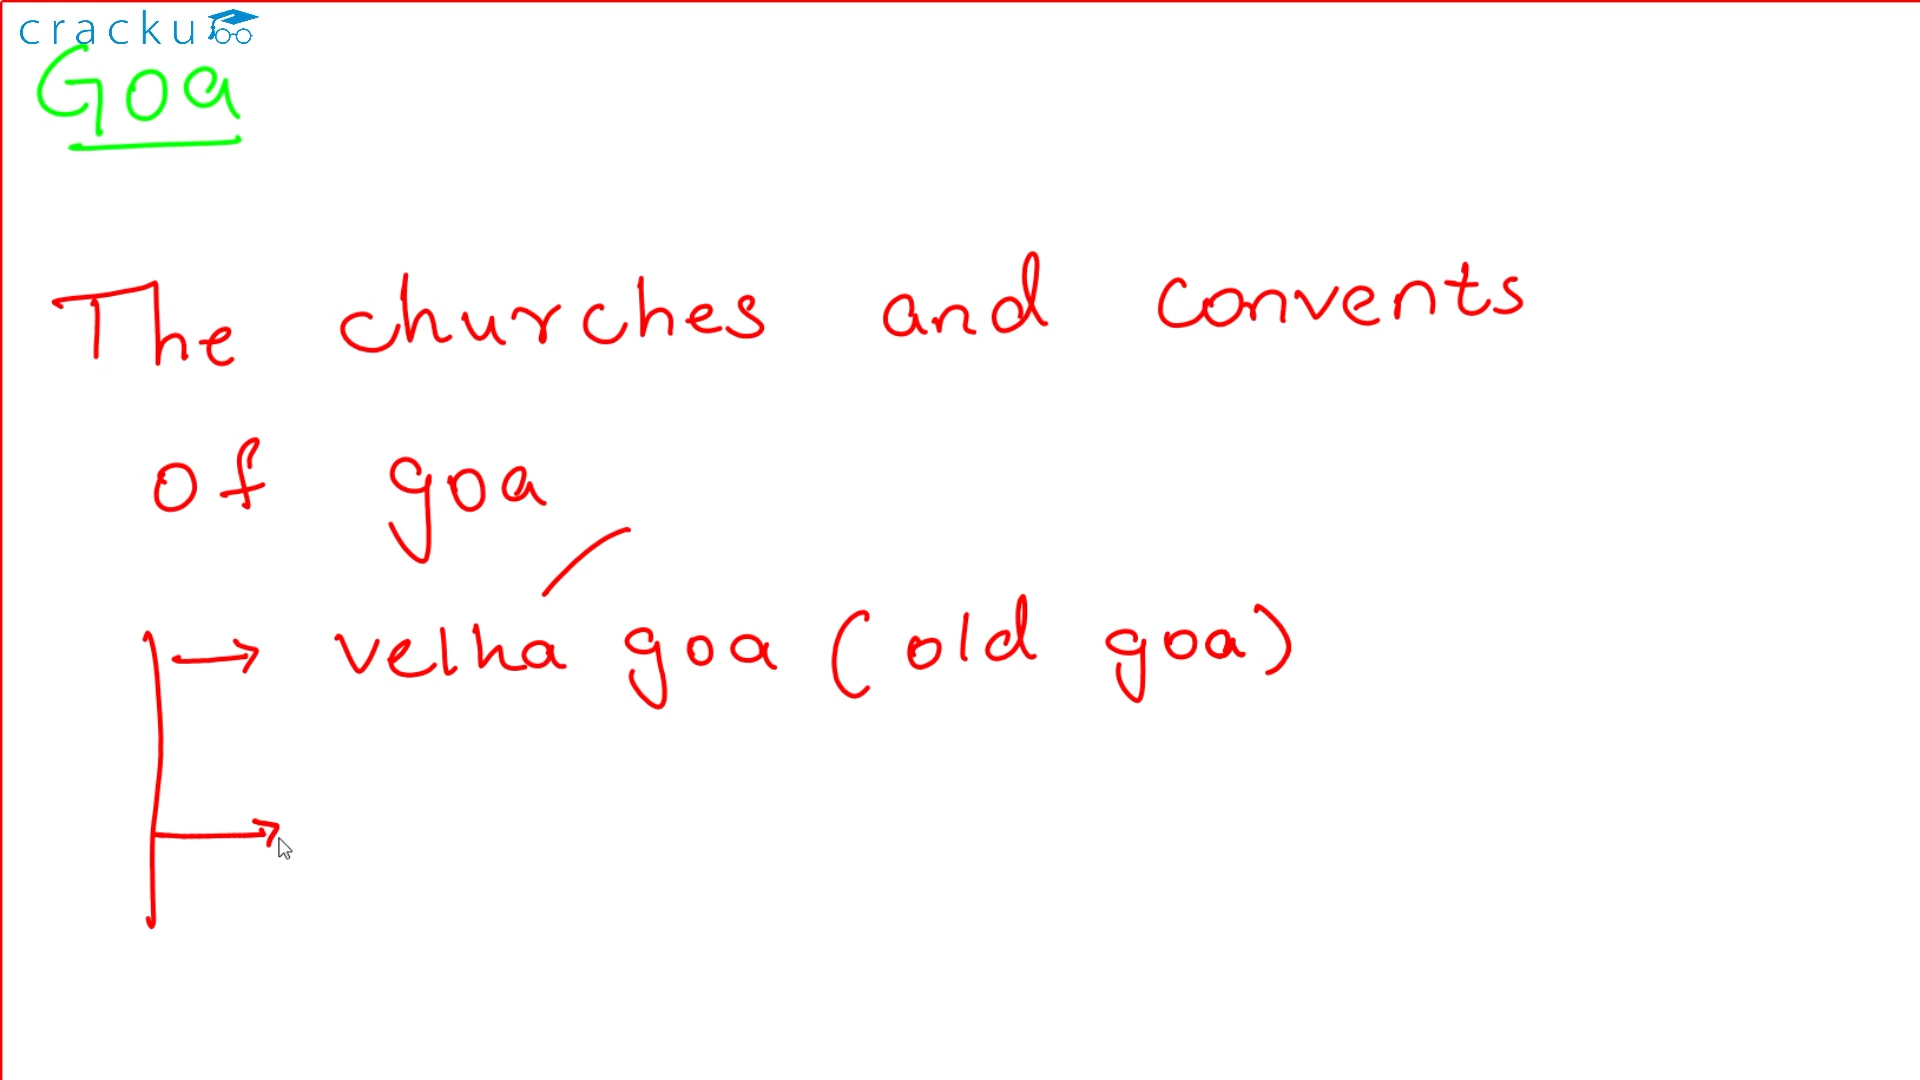 cracku
Goa
The churches and convents
of goa
→ velha goa (old goa)
→